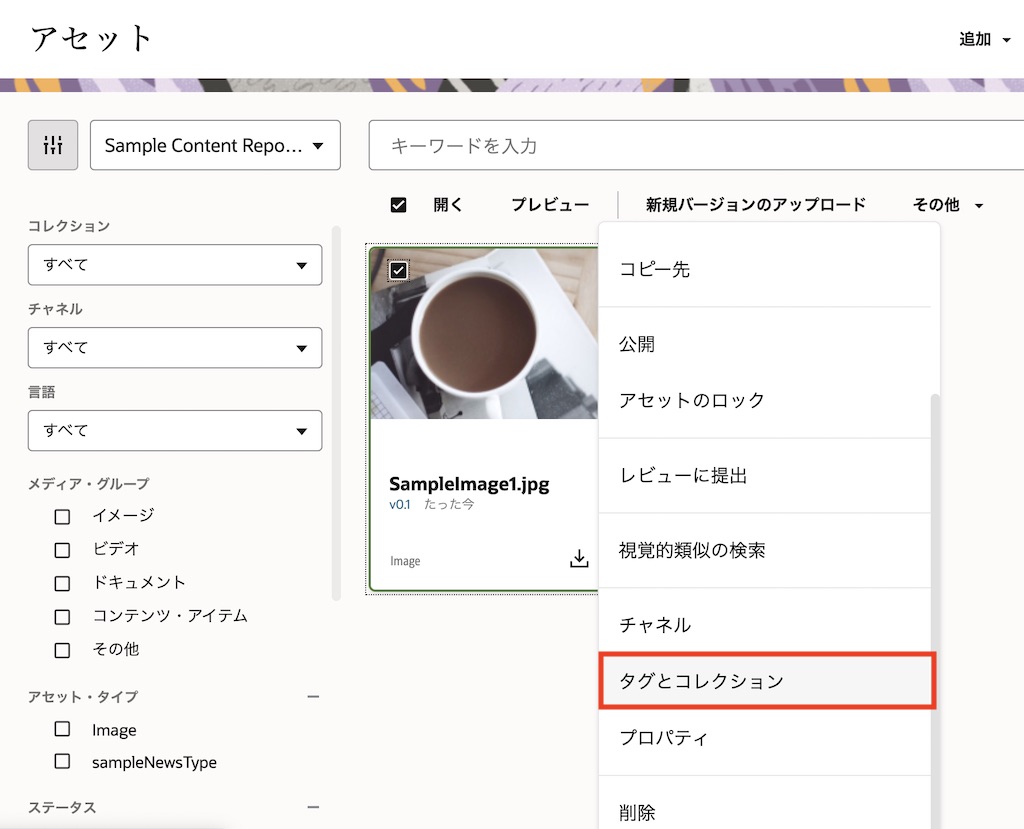 アセット
追加
Sample Content Repo...
キーワードを入力
開く プレビュー 新規バージョンのアップロード その他
コレクション
すべて
チャネル
すべて
言語
すべて
メディア・グループ
イメージ
ビデオ
ドキュメント
コンテンツ・アイテム
その他
アセット・タイプ
Image
sampleNewsType
ステータス
SampleImage1.jpg
v0.1 たった今
Image
コピー先
公開
アセットのロック
レビューに提出
視覚的類似の検索
チャネル
タグとコレクション
プロパティ
削除